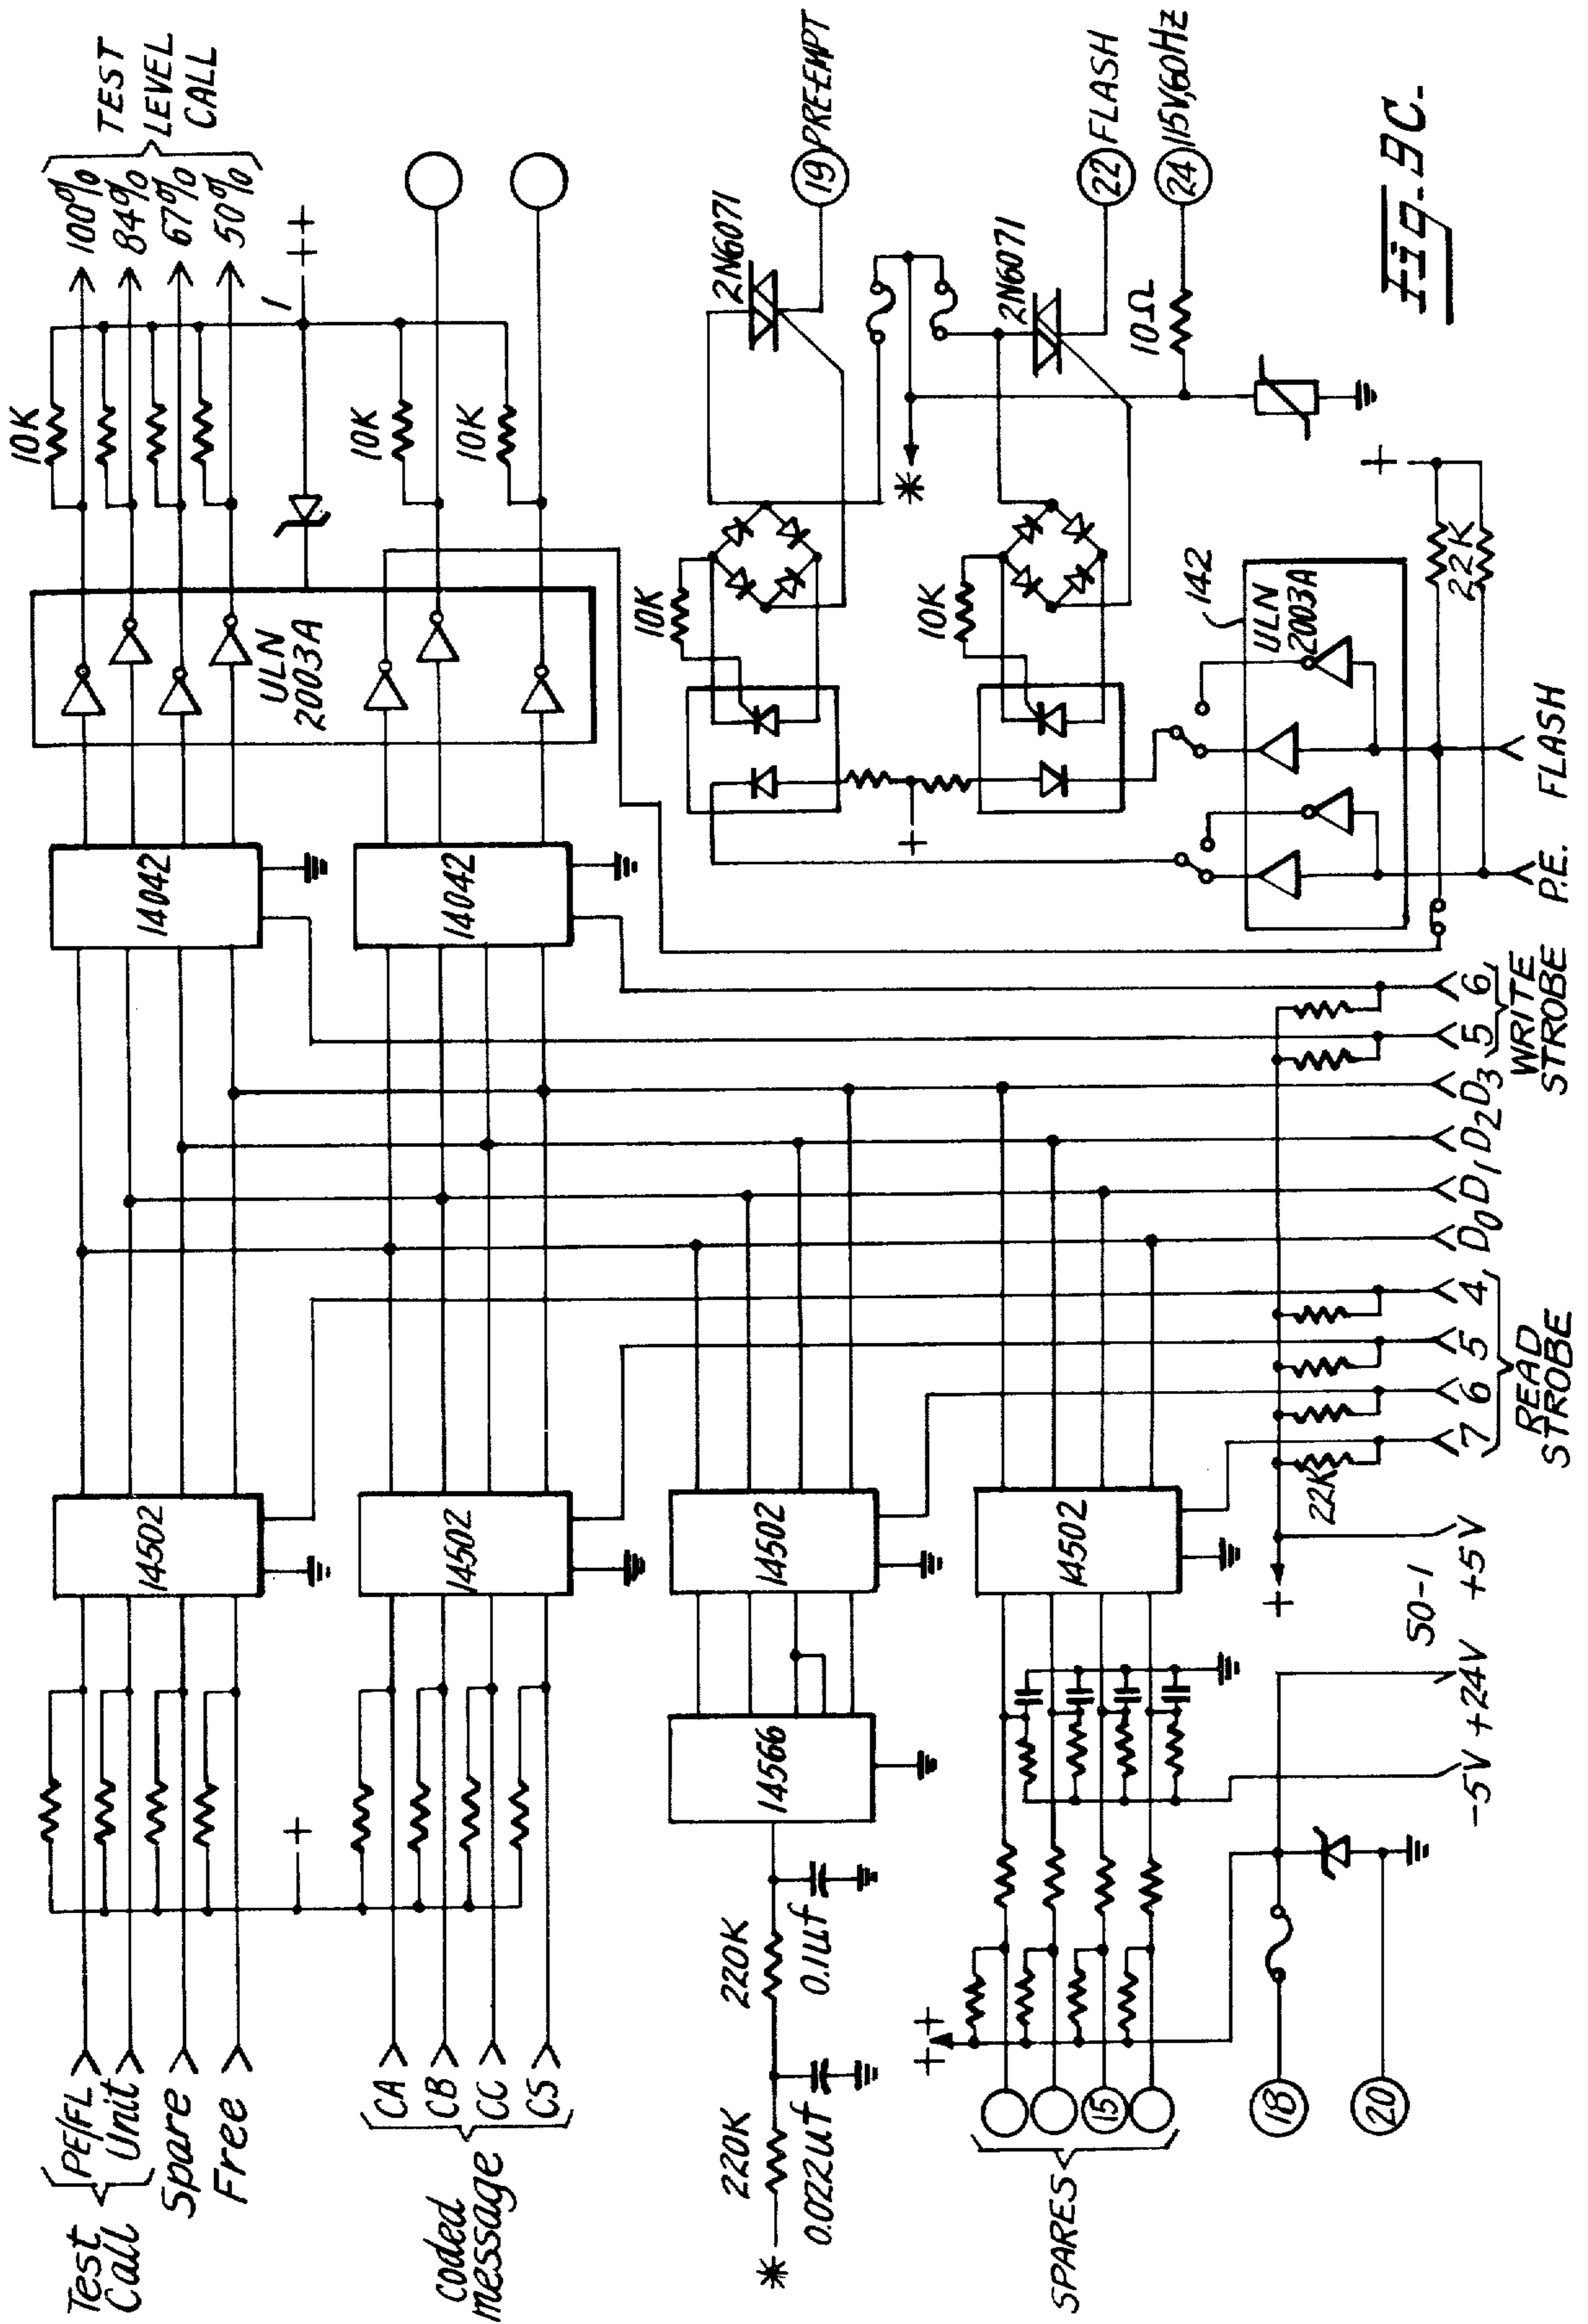 Test
Call
PE/FL
Unit
Spare
Free
Coded
message
CA
CB
CC
CS
220K
220K
0.022uf
0.1uf
*
SPARES
15
18
20
+
++
14502
14502
14502
14502
14566
-5V
+24V
+5V
50-1
+
22K
7
6
5
4
READ
STROBE
D0
D1
D2
D3
5
6
WRITE
STROBE
P.E.
FLASH
14042
14042
ULN
2003A
142
ULN
2003A
22K
+
+
10K
10K
10K
10K
10K
1
++
100%
84%
67%
50%
TEST
LEVEL
CALL
2N6071
2N6071
19
PRE-EMPT
22
FLASH
24
115V,60Hz
10Ω
*
Fig. 9C.